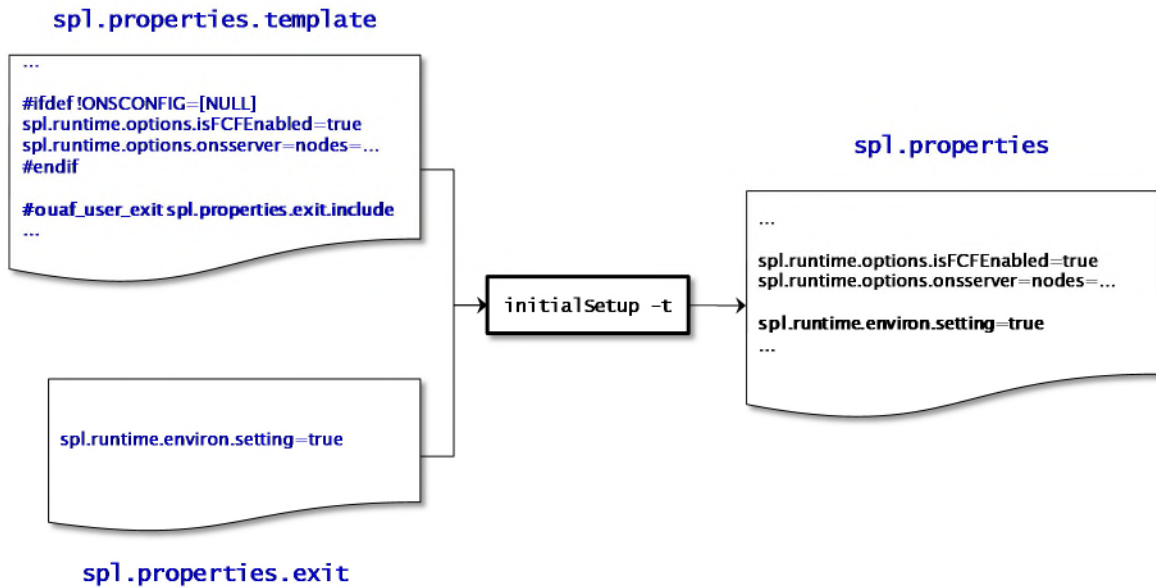 spl.properties.template
...
#ifdef !ONSCONFIG=[NULL]
spl.runtime.options.isFCFEnabled=true
spl.runtime.options.onsserver=nodes=...
#endif
#ouaf_user_exit spl.properties.exit.include
...
spl.runtime.environ.setting=true
spl.properties.exit
initialSetup -t
spl.properties
...
spl.runtime.options.isFCFEnabled=true
spl.runtime.options.onsserver=nodes=...
spl.runtime.environ.setting=true
...